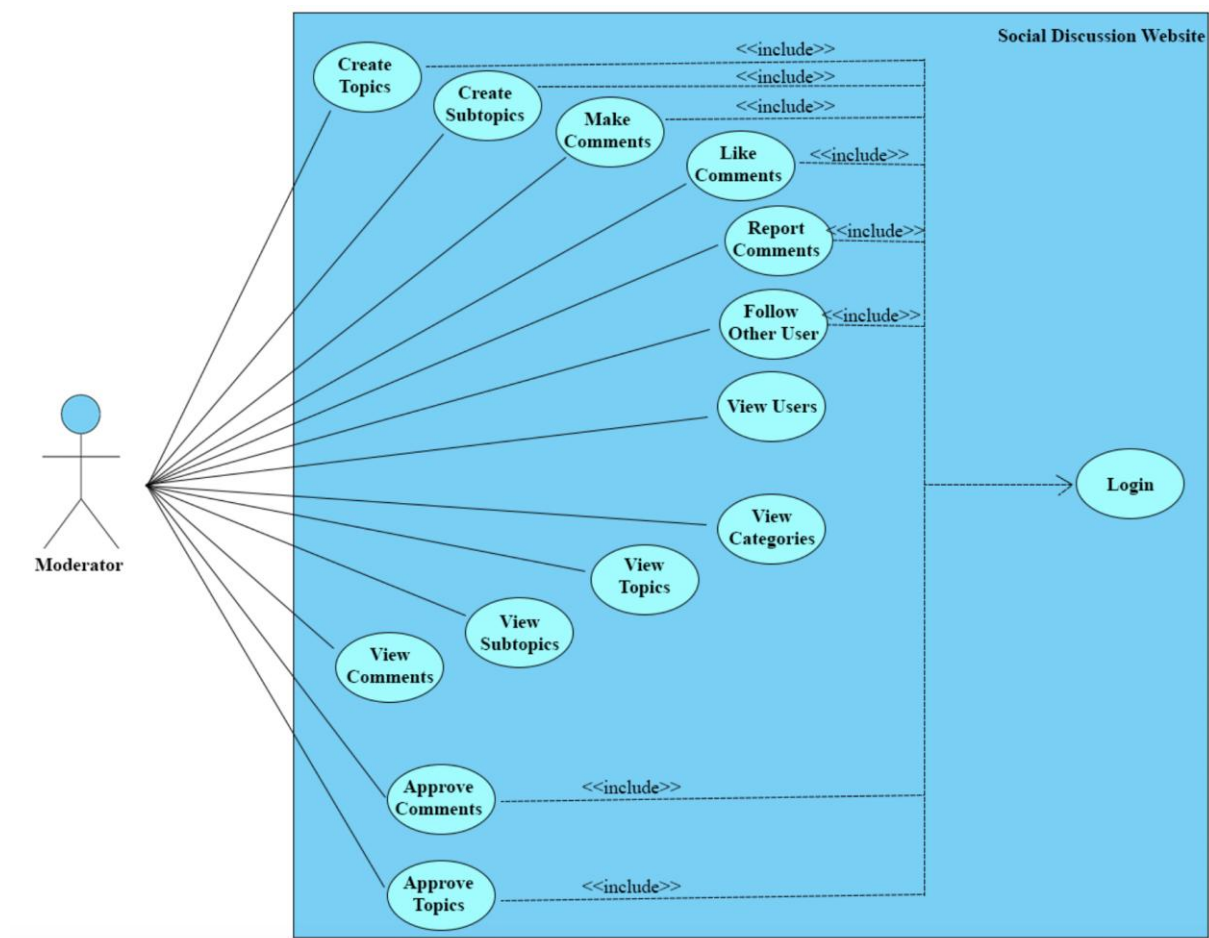 Social Discussion Website
<<include>>
Create
Topics
<<include>>
Create
Subtopics
<<include>>
Make
Comments
Like
Comments
<<include>>
Report
Comments
<<include>>
Follow
Other User
<<include>>
View Users
Login
Moderator
View
Categories
View
Topics
View
Subtopics
View
Comments
Approve
Comments
<<include>>
Approve
Topics
<<include>>